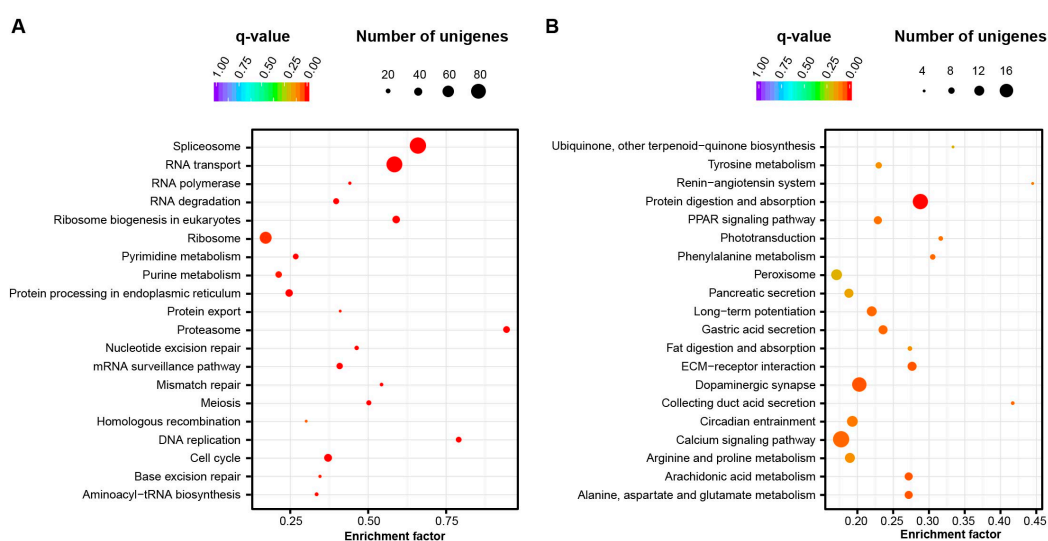 A
q-value
Number of unigenes
1.00
0.75
0.50
0.25
0.00
20
40
60
80
Spliceosome
RNA transport
RNA polymerase
RNA degradation
Ribosome biogenesis in eukaryotes
Ribosome
Pyrimidine metabolism
Purine metabolism
Protein processing in endoplasmic reticulum
Protein export
Proteasome
Nucleotide excision repair
mRNA surveillance pathway
Mismatch repair
Meiosis
Homologous recombination
DNA replication
Cell cycle
Base excision repair
Aminoacyl−tRNA biosynthesis
0.25
0.50
0.75
Enrichment factor
B
q-value
Number of unigenes
1.00
0.75
0.50
0.25
0.00
4
8
12
16
Ubiquinone, other terpenoid−quinone biosynthesis
Tyrosine metabolism
Renin−angiotensin system
Protein digestion and absorption
PPAR signaling pathway
Phototransduction
Phenylalanine metabolism
Peroxisome
Pancreatic secretion
Long−term potentiation
Gastric acid secretion
Fat digestion and absorption
ECM−receptor interaction
Dopaminergic synapse
Collecting duct acid secretion
Circadian entrainment
Calcium signaling pathway
Arginine and proline metabolism
Arachidonic acid metabolism
Alanine, aspartate and glutamate metabolism
0.20
0.25
0.30
0.35
0.40
0.45
Enrichment factor